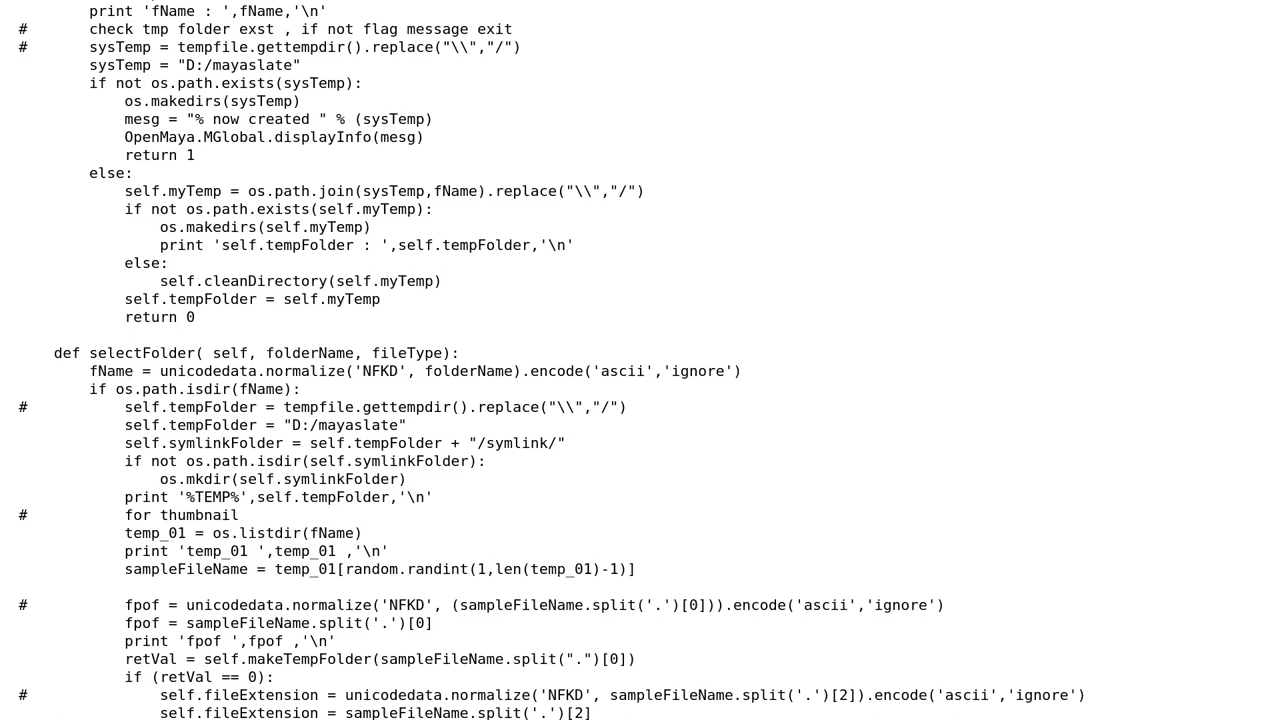 print 'fName : ',fName,'\n'
#       check tmp folder exst , if not flag message exit
#       sysTemp = tempfile.gettempdir().replace("\\","/")
        sysTemp = "D:/mayaslate"
        if not os.path.exists(sysTemp):
            os.makedirs(sysTemp)
            mesg = "% now created " % (sysTemp)
            OpenMaya.MGlobal.displayInfo(mesg)
            return 1
        else:
            self.myTemp = os.path.join(sysTemp,fName).replace("\\","/")
            if not os.path.exists(self.myTemp):
                os.makedirs(self.myTemp)
                print 'self.tempFolder : ',self.tempFolder,'\n'
            else:
                self.cleanDirectory(self.myTemp)
            self.tempFolder = self.myTemp
            return 0

    def selectFolder( self, folderName, fileType):
        fName = unicodedata.normalize('NFKD', folderName).encode('ascii','ignore')
        if os.path.isdir(fName):
#           self.tempFolder = tempfile.gettempdir().replace("\\","/")
            self.tempFolder = "D:/mayaslate"
            self.symlinkFolder = self.tempFolder + "/symlink/"
            if not os.path.isdir(self.symlinkFolder):
                os.mkdir(self.symlinkFolder)
            print '%TEMP%',self.tempFolder,'\n'
#           for thumbnail
            temp_01 = os.listdir(fName)
            print 'temp_01 ',temp_01 ,'\n'
            sampleFileName = temp_01[random.randint(1,len(temp_01)-1)]

#           fpof = unicodedata.normalize('NFKD', (sampleFileName.split('.')[0])).encode('ascii','ignore')
            fpof = sampleFileName.split('.')[0]
            print 'fpof ',fpof ,'\n'
            retVal = self.makeTempFolder(sampleFileName.split(".")[0])
            if (retVal == 0):
#               self.fileExtension = unicodedata.normalize('NFKD', sampleFileName.split('.')[2]).encode('ascii','ignore')
                self.fileExtension = sampleFileName.split('.')[2]